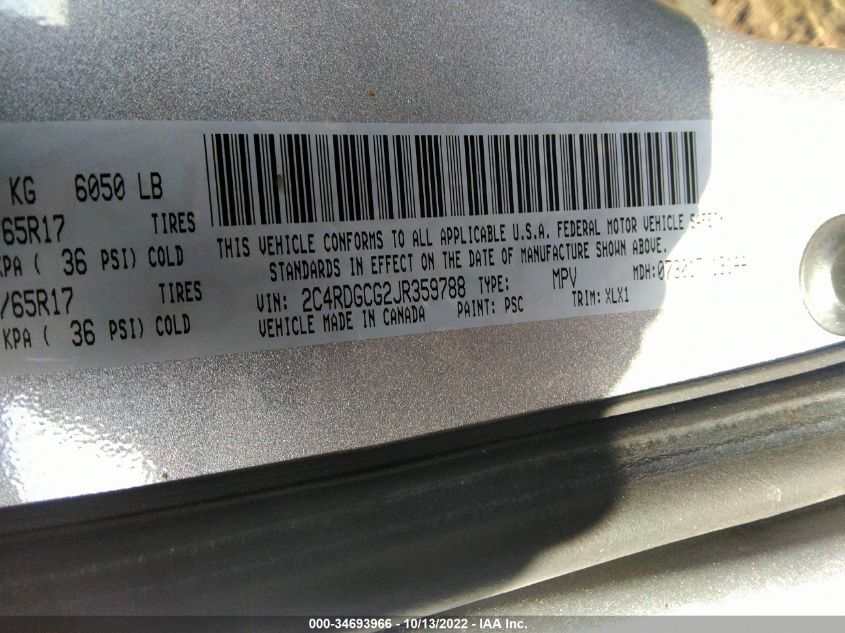 KG 6050 LB
/65R17 TIRES
KPA ( 36 PSI) COLD
/65R17 TIRES
KPA ( 36 PSI) COLD
THIS VEHICLE CONFORMS TO ALL APPLICABLE U.S.A. FEDERAL MOTOR VEHICLE SAFETY
STANDARDS IN EFFECT ON THE DATE OF MANUFACTURE SHOWN ABOVE.
VIN: 2C4RDGCG2JR359788 TYPE: MPV MDH:
VEHICLE MADE IN CANADA PAINT: PSC TRIM: XLX1
000-34693966 - 10/13/2022 - IAA Inc.